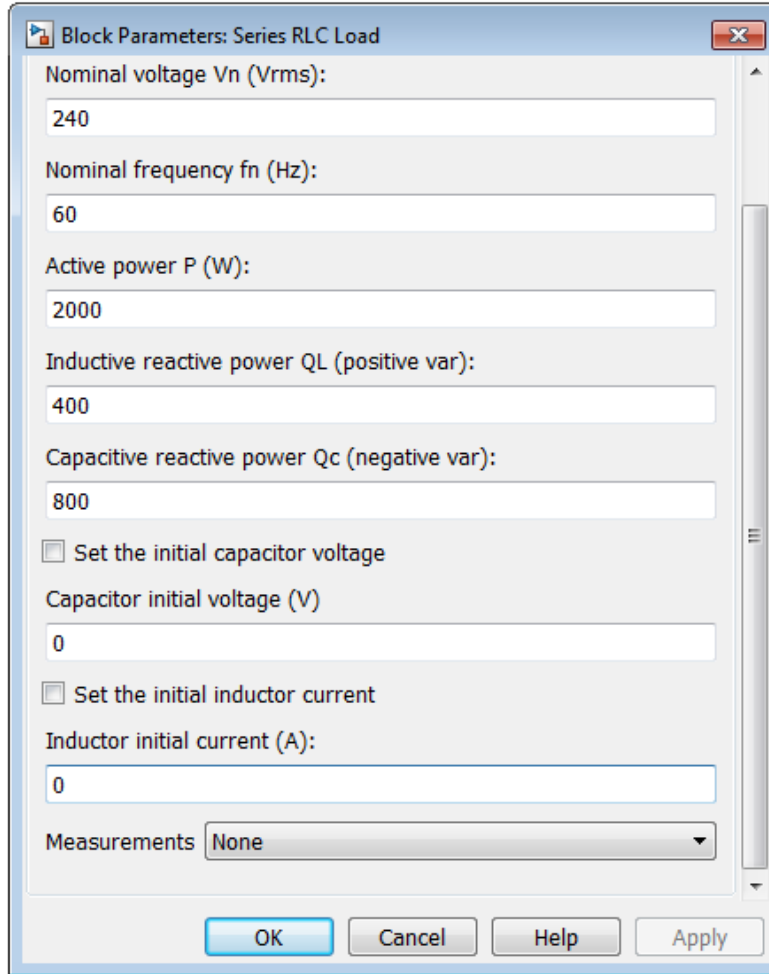 Block Parameters: Series RLC Load
Nominal voltage Vn (Vrms):
240
Nominal frequency fn (Hz):
60
Active power P (W):
2000
Inductive reactive power QL (positive var):
400
Capacitive reactive power Qc (negative var):
800
Set the initial capacitor voltage
Capacitor initial voltage (V)
0
Set the initial inductor current
Inductor initial current (A):
0
Measurements None
OK Cancel Help Apply